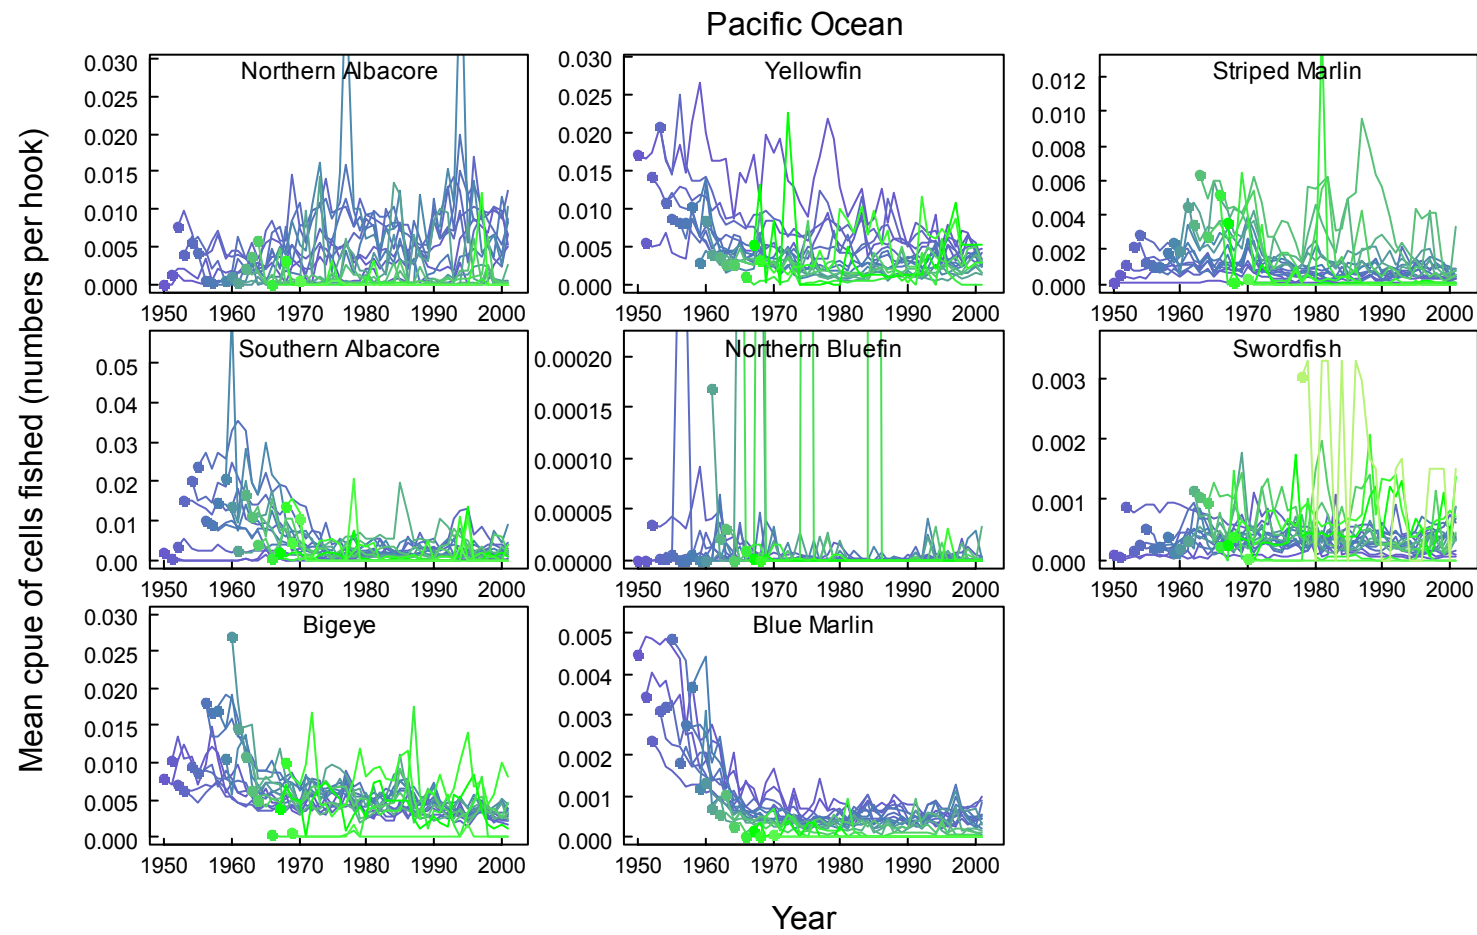 Pacific Ocean
Mean cpue of cells fished (numbers per hook)
Northern Albacore
0.030
0.025
0.020
0.015
0.010
0.005
0.000
1950 1960 1970 1980 1990 2000
Yellowfin
0.030
0.020
0.015
0.010
0.005
0.000
1950 1960 1970 1980 1990 2000
Striped Marlin
0.012
0.010
0.008
0.006
0.004
0.002
0.000
1950 1960 1970 1980 1990 2000
Southern Albacore
0.05
0.04
0.03
0.02
0.01
0.00
1950 1960 1970 1980 1990 2000
Northern Bluefin
0.00020
0.00015
0.00010
0.00005
0.00000
1950 1960 1970 1980 1990 2000
Swordfish
0.003
0.002
0.001
0.000
1950 1960 1970 1980 1990 2000
Bigeye
0.030
0.025
0.020
0.015
0.010
0.005
0.000
1950 1960 1970 1980 1990 2000
Blue Marlin
0.005
0.004
0.003
0.002
0.001
0.000
1950 1960 1970 1980 1990 2000
Year